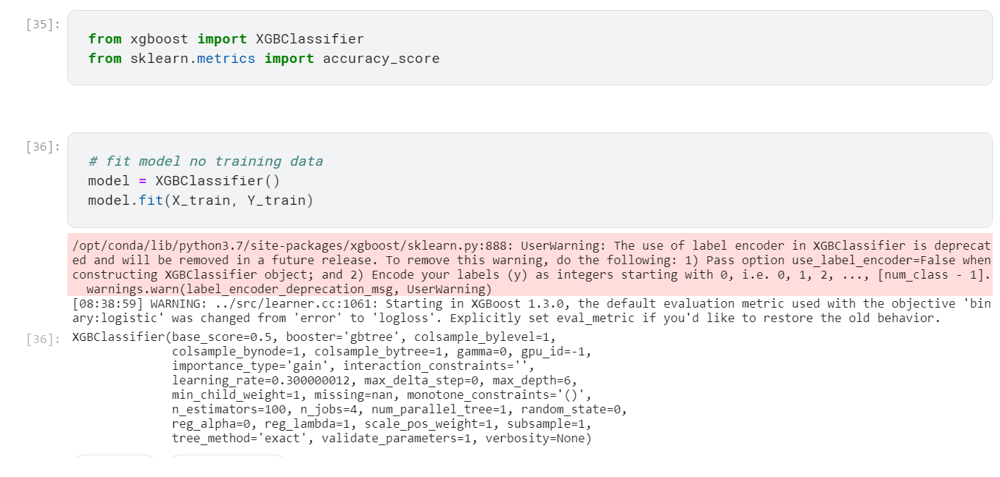 [35]:
from xgboost import XGBClassifier
from sklearn.metrics import accuracy_score
[36]:
# fit model no training data
model = XGBClassifier()
model.fit(X_train, Y_train)
/opt/conda/lib/python3.7/site-packages/xgboost/sklearn.py:888: UserWarning: The use of label encoder in XGBClassifier is deprecat
ed and will be removed in a future release. To remove this warning, do the following: 1) Pass option use_label_encoder=False when
constructing XGBClassifier object; and 2) Encode your labels (y) as integers starting with 0, i.e. 0, 1, 2, ..., [num_class - 1].
  warnings.warn(label_encoder_deprecation_msg, UserWarning)
[08:38:59] WARNING: ../src/learner.cc:1061: Starting in XGBoost 1.3.0, the default evaluation metric used with the objective 'bin
ary:logistic' was changed from 'error' to 'logloss'. Explicitly set eval_metric if you'd like to restore the old behavior.
[36]: XGBClassifier(base_score=0.5, booster='gbtree', colsample_bylevel=1,
              colsample_bynode=1, colsample_bytree=1, gamma=0, gpu_id=-1,
              importance_type='gain', interaction_constraints='',
              learning_rate=0.300000012, max_delta_step=0, max_depth=6,
              min_child_weight=1, missing=nan, monotone_constraints='()',
              n_estimators=100, n_jobs=4, num_parallel_tree=1, random_state=0,
              reg_alpha=0, reg_lambda=1, scale_pos_weight=1, subsample=1,
              tree_method='exact', validate_parameters=1, verbosity=None)